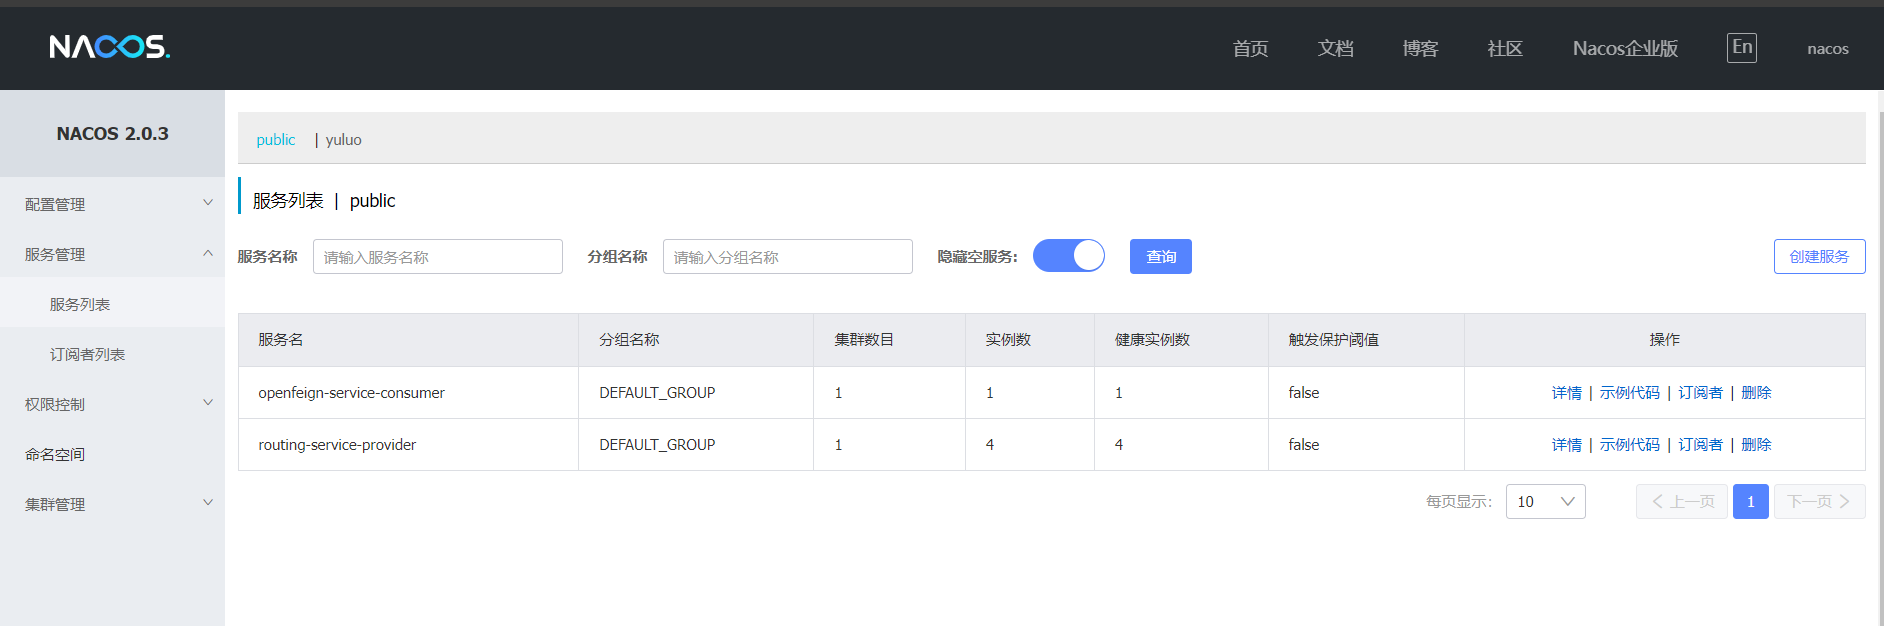 NACOS.
首页 文档 博客 社区 Nacos企业版 En nacos
NACOS 2.0.3
配置管理
服务管理
服务列表
订阅者列表
权限控制
命名空间
集群管理
public | yuluo
服务列表 | public
服务名称 请输入服务名称 分组名称 请输入分组名称 隐藏空服务: 查询 创建服务
服务名 分组名称 集群数目 实例数 健康实例数 触发保护阈值 操作
openfeign-service-consumer DEFAULT_GROUP 1 1 1 false 详情 | 示例代码 | 订阅者 | 删除
routing-service-provider DEFAULT_GROUP 1 4 4 false 详情 | 示例代码 | 订阅者 | 删除
每页显示: 10 上一页 1 下一页